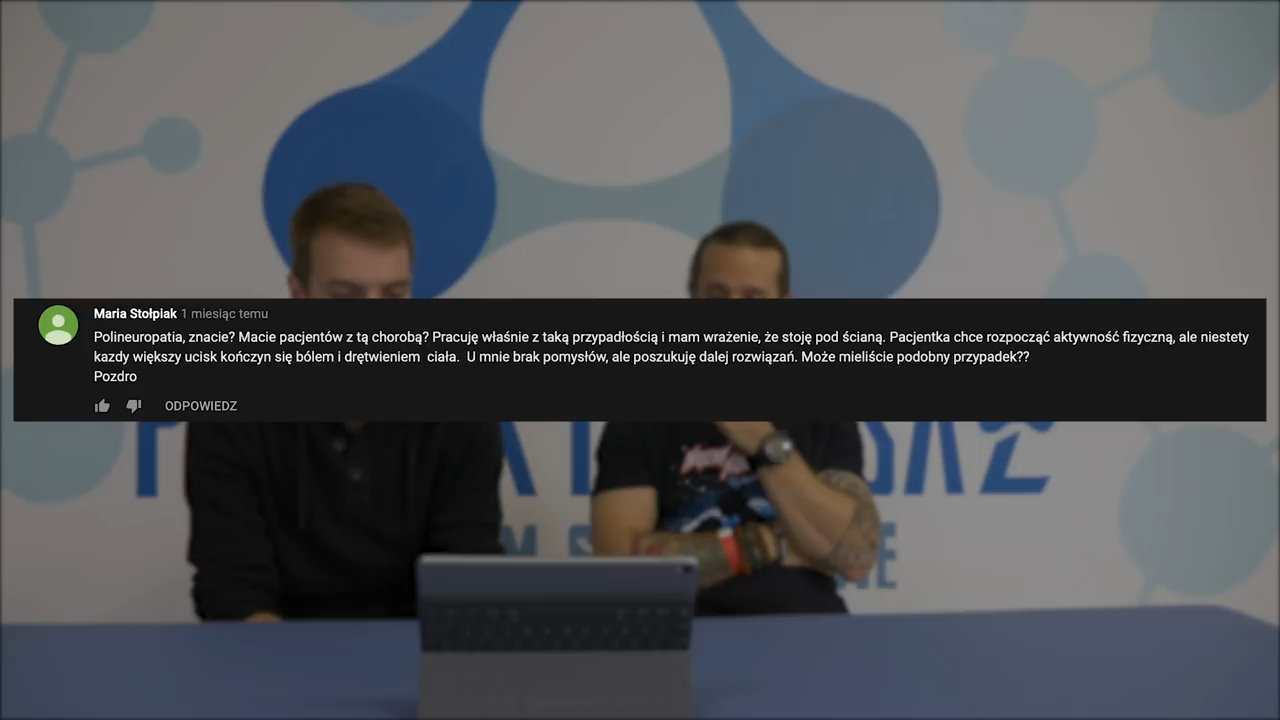 Maria Stołpiak 1 miesiąc temu
Polineuropatia, znacie? Macie pacjentów z tą chorobą? Pracuję właśnie z taką przypadłością i mam wrażenie, że stoję pod ścianą. Pacjentka chce rozpocząć aktywność fizyczną, ale niestety
kazdy większy ucisk kończyn się bólem i drętwieniem ciała. U mnie brak pomysłów, ale poszukuję dalej rozwiązań. Może mieliście podobny przypadek??
Pozdro
ODPOWIEDZ